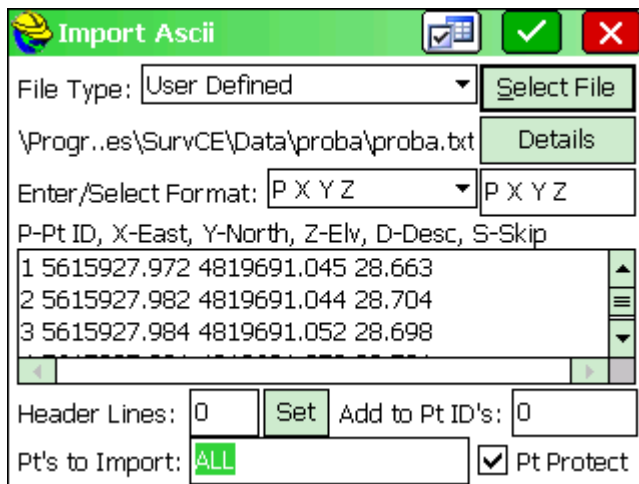 Import Ascii
File Type: User Defined Select File
\Progr..es\SurvCE\Data\proba\proba.txt Details
Enter/Select Format: P X Y Z P X Y Z
P-Pt ID, X-East, Y-North, Z-Elv, D-Desc, S-Skip
1 5615927.972 4819691.045 28.663
2 5615927.982 4819691.044 28.704
3 5615927.984 4819691.052 28.698
Header Lines: 0 Set Add to Pt ID's: 0
Pt's to Import: ALL Pt Protect